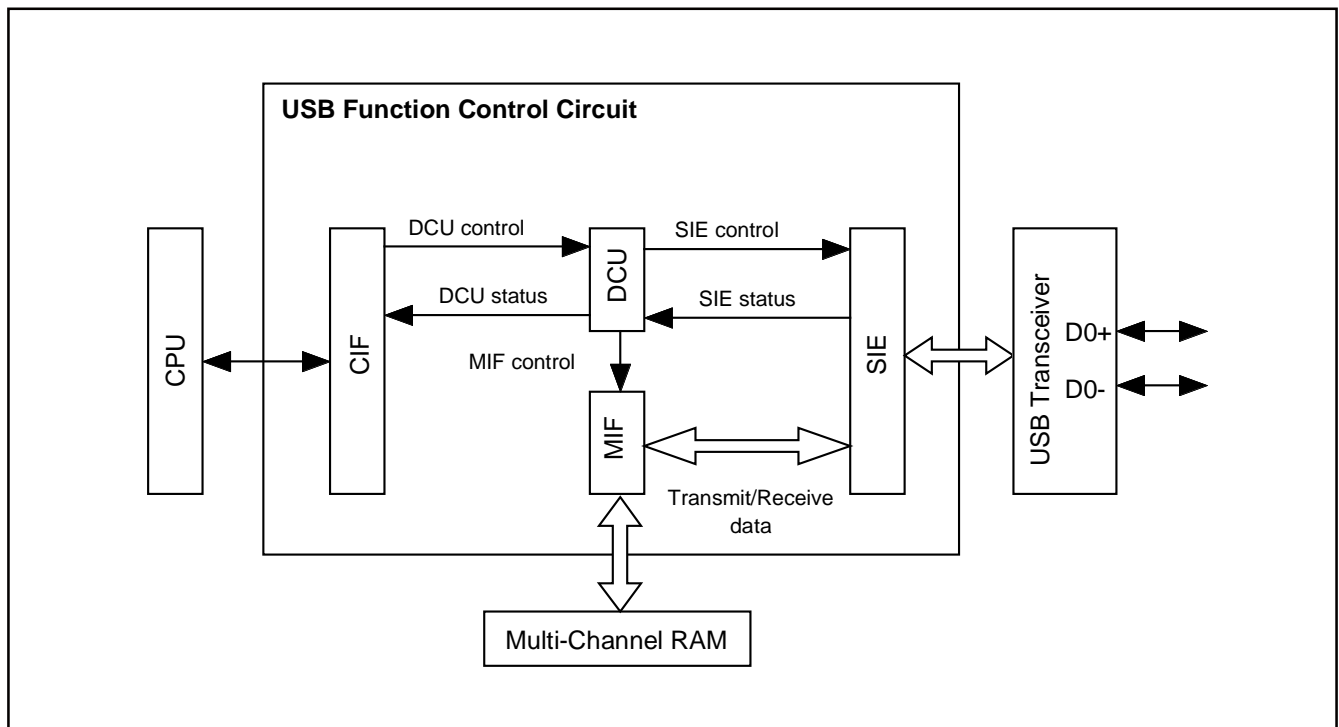 USB Function Control Circuit
DCU control
SIE control
DCU status
SIE status
MIF control
CPU
CIF
DCU
MIF
SIE
USB Transceiver
D0+
D0-
Transmit/Receive
data
Multi-Channel RAM